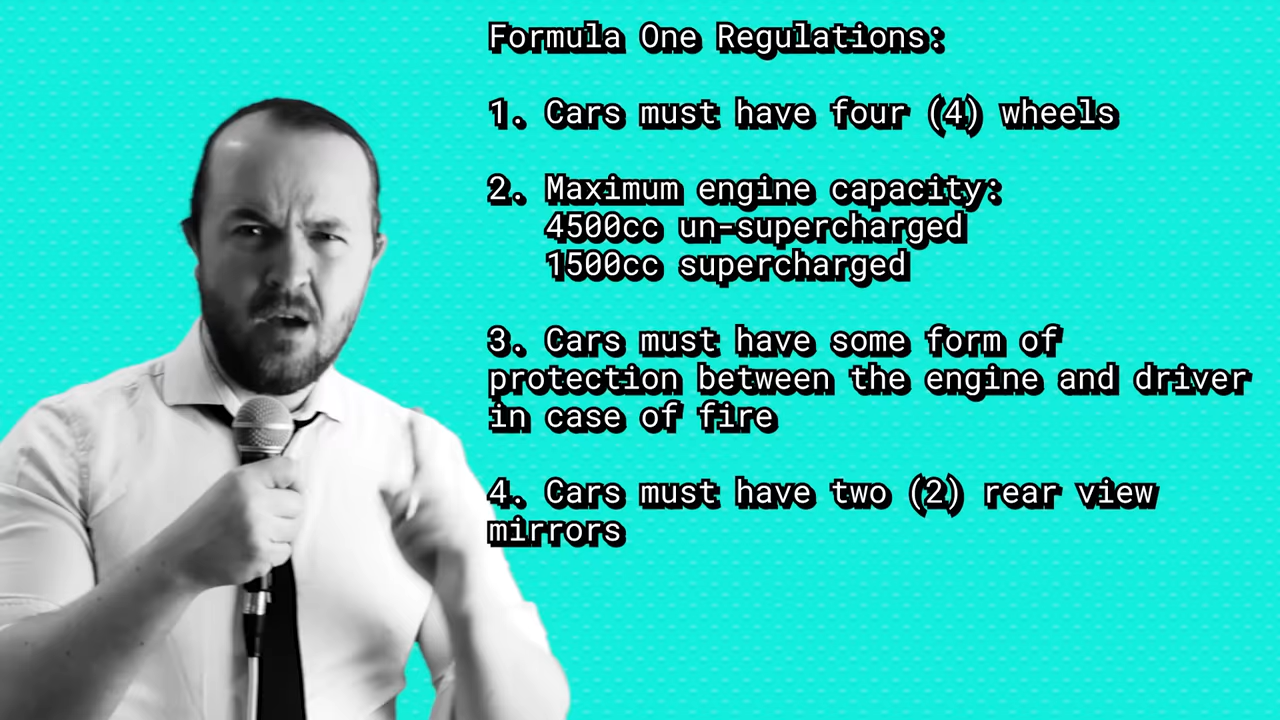 Formula One Regulations:
1. Cars must have four (4) wheels
2. Maximum engine capacity:
4500cc un-supercharged
1500cc supercharged
3. Cars must have some form of
protection between the engine and driver
in case of fire
4. Cars must have two (2) rear view
mirrors